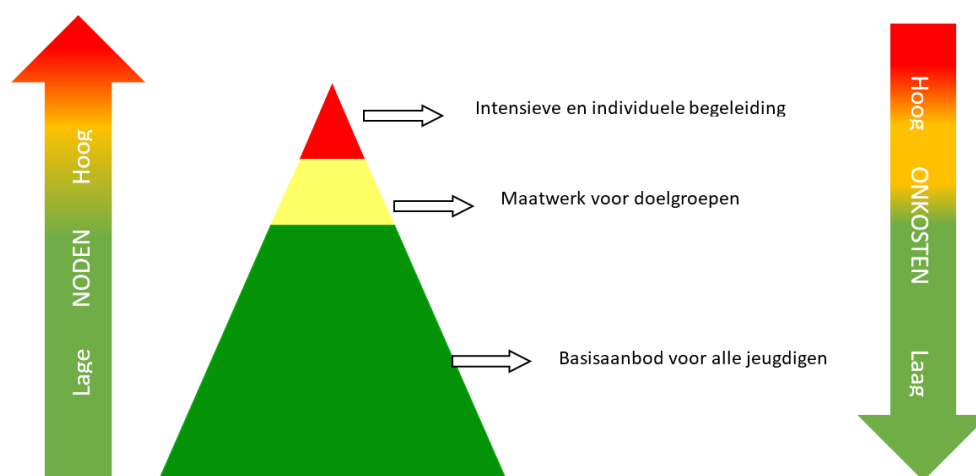 Hoog
NODEN
Lage
Intensieve en individuele begeleiding
Maatwerk voor doelgroepen
Basisaanbod voor alle jeugdigen
Hoog
ONKOSTEN
Laag